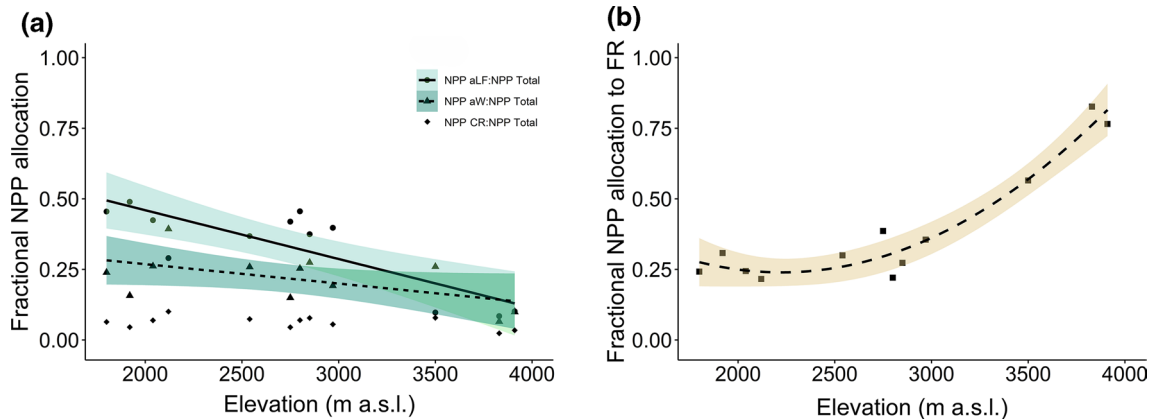 (a)
Fractional NPP allocation
1.00
0.75
0.50
0.25
0.00
NPP aLF:NPP Total
NPP aW:NPP Total
NPP CR:NPP Total
2000
2500
3000
3500
4000
Elevation (m a.s.l.)
(b)
Fractional NPP allocation to FR
1.00
0.75
0.50
0.25
0.00
2000
2500
3000
3500
4000
Elevation (m a.s.l.)